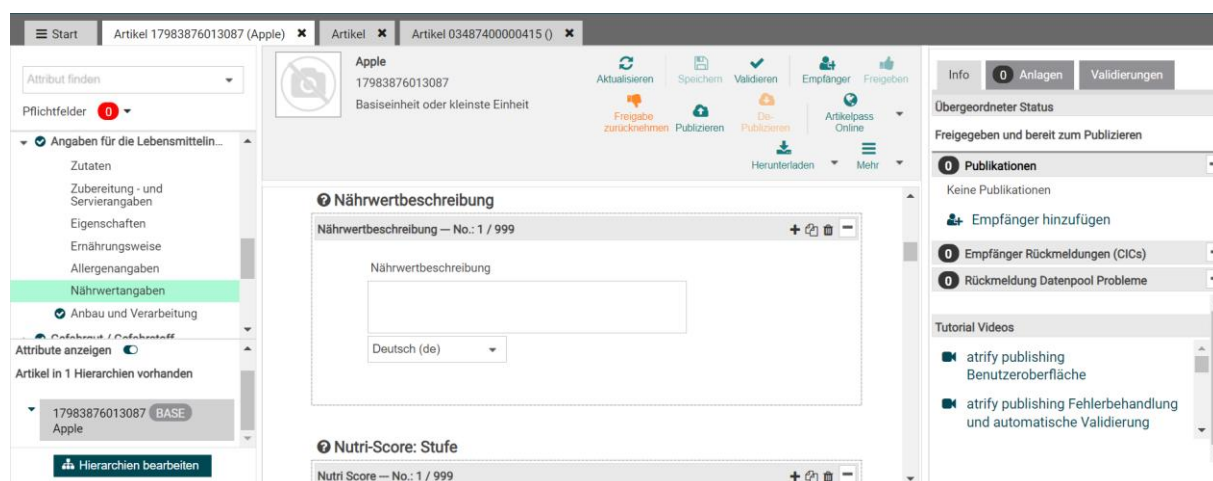 Start
Artikel 17983876013087 (Apple)
Artikel
Artikel 03487400000415 ()
Attribut finden
Pflichtfelder 0
Angaben für die Lebensmittelin...
Zutaten
Zubereitung - und
Servierangaben
Eigenschaften
Ernährungsweise
Allergenangaben
Nährwertangaben
Anbau und Verarbeitung
Gefahrgut / Gefahrstoff
Attribute anzeigen
Artikel in 1 Hierarchien vorhanden
17983876013087 BASE
Apple
Hierarchien bearbeiten
Apple
17983876013087
Basiseinheit oder kleinste Einheit
Aktualisieren
Speichern
Validieren
Empfänger
Freigeben
Freigabe
zurücknehmen
Publizieren
De-
Publizieren
Artikelpass
Online
Herunterladen
Mehr
Nährwertbeschreibung
Nährwertbeschreibung — No.: 1 / 999
Nährwertbeschreibung
Deutsch (de)
Nutri-Score: Stufe
Nutri Score — No.: 1 / 999
Info
0 Anlagen
Validierungen
Übergeordneter Status
Freigegeben und bereit zum Publizieren
0 Publikationen
Keine Publikationen
Empfänger hinzufügen
0 Empfänger Rückmeldungen (CICs)
0 Rückmeldung Datenpool Probleme
Tutorial Videos
atrify publishing
Benutzeroberfläche
atrify publishing Fehlerbehandlung
und automatische Validierung